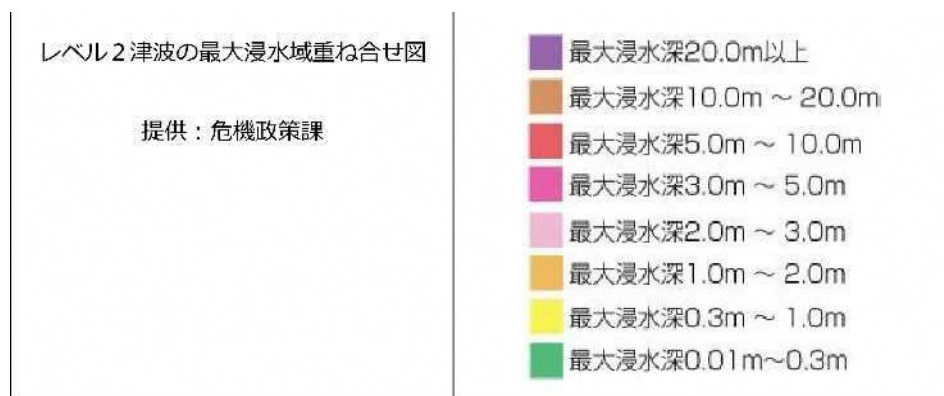 レベル２津波の最大浸水域重ね合せ図
提供：危機政策課
最大浸水深20.0m以上
最大浸水深10.0m ～ 20.0m
最大浸水深5.0m ～ 10.0m
最大浸水深3.0m ～ 5.0m
最大浸水深2.0m ～ 3.0m
最大浸水深1.0m ～ 2.0m
最大浸水深0.3m ～ 1.0m
最大浸水深0.01m～0.3m